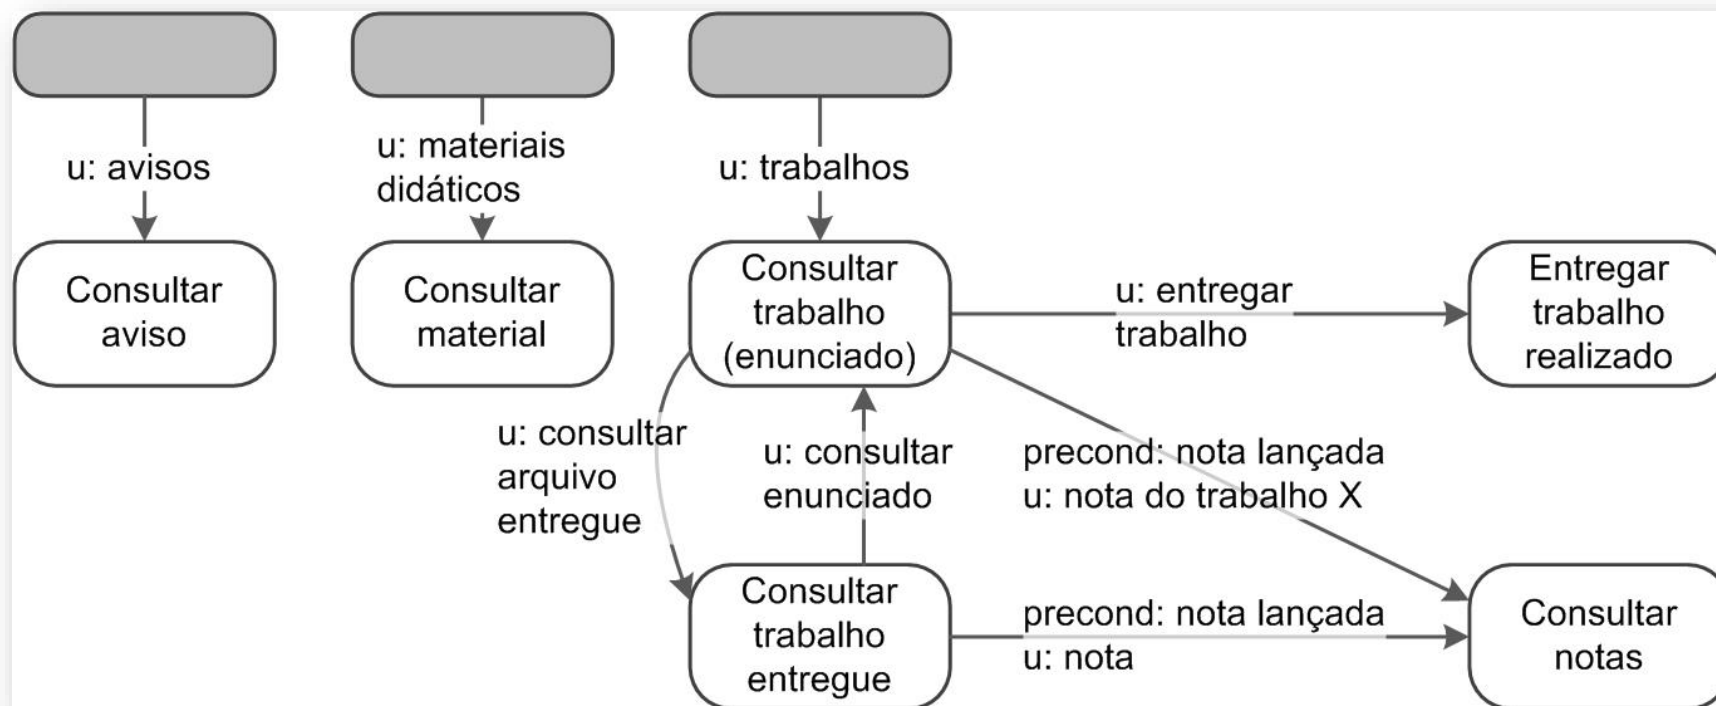 u: avisos
u: materiais
didáticos
u: trabalhos
Consultar
aviso
Consultar
material
Consultar
trabalho
(enunciado)
u: entregar
trabalho
Entregar
trabalho
realizado
u: consultar
arquivo
entregue
u: consultar
enunciado
precond: nota lançada
u: nota do trabalho X
Consultar
trabalho
entregue
precond: nota lançada
u: nota
Consultar
notas